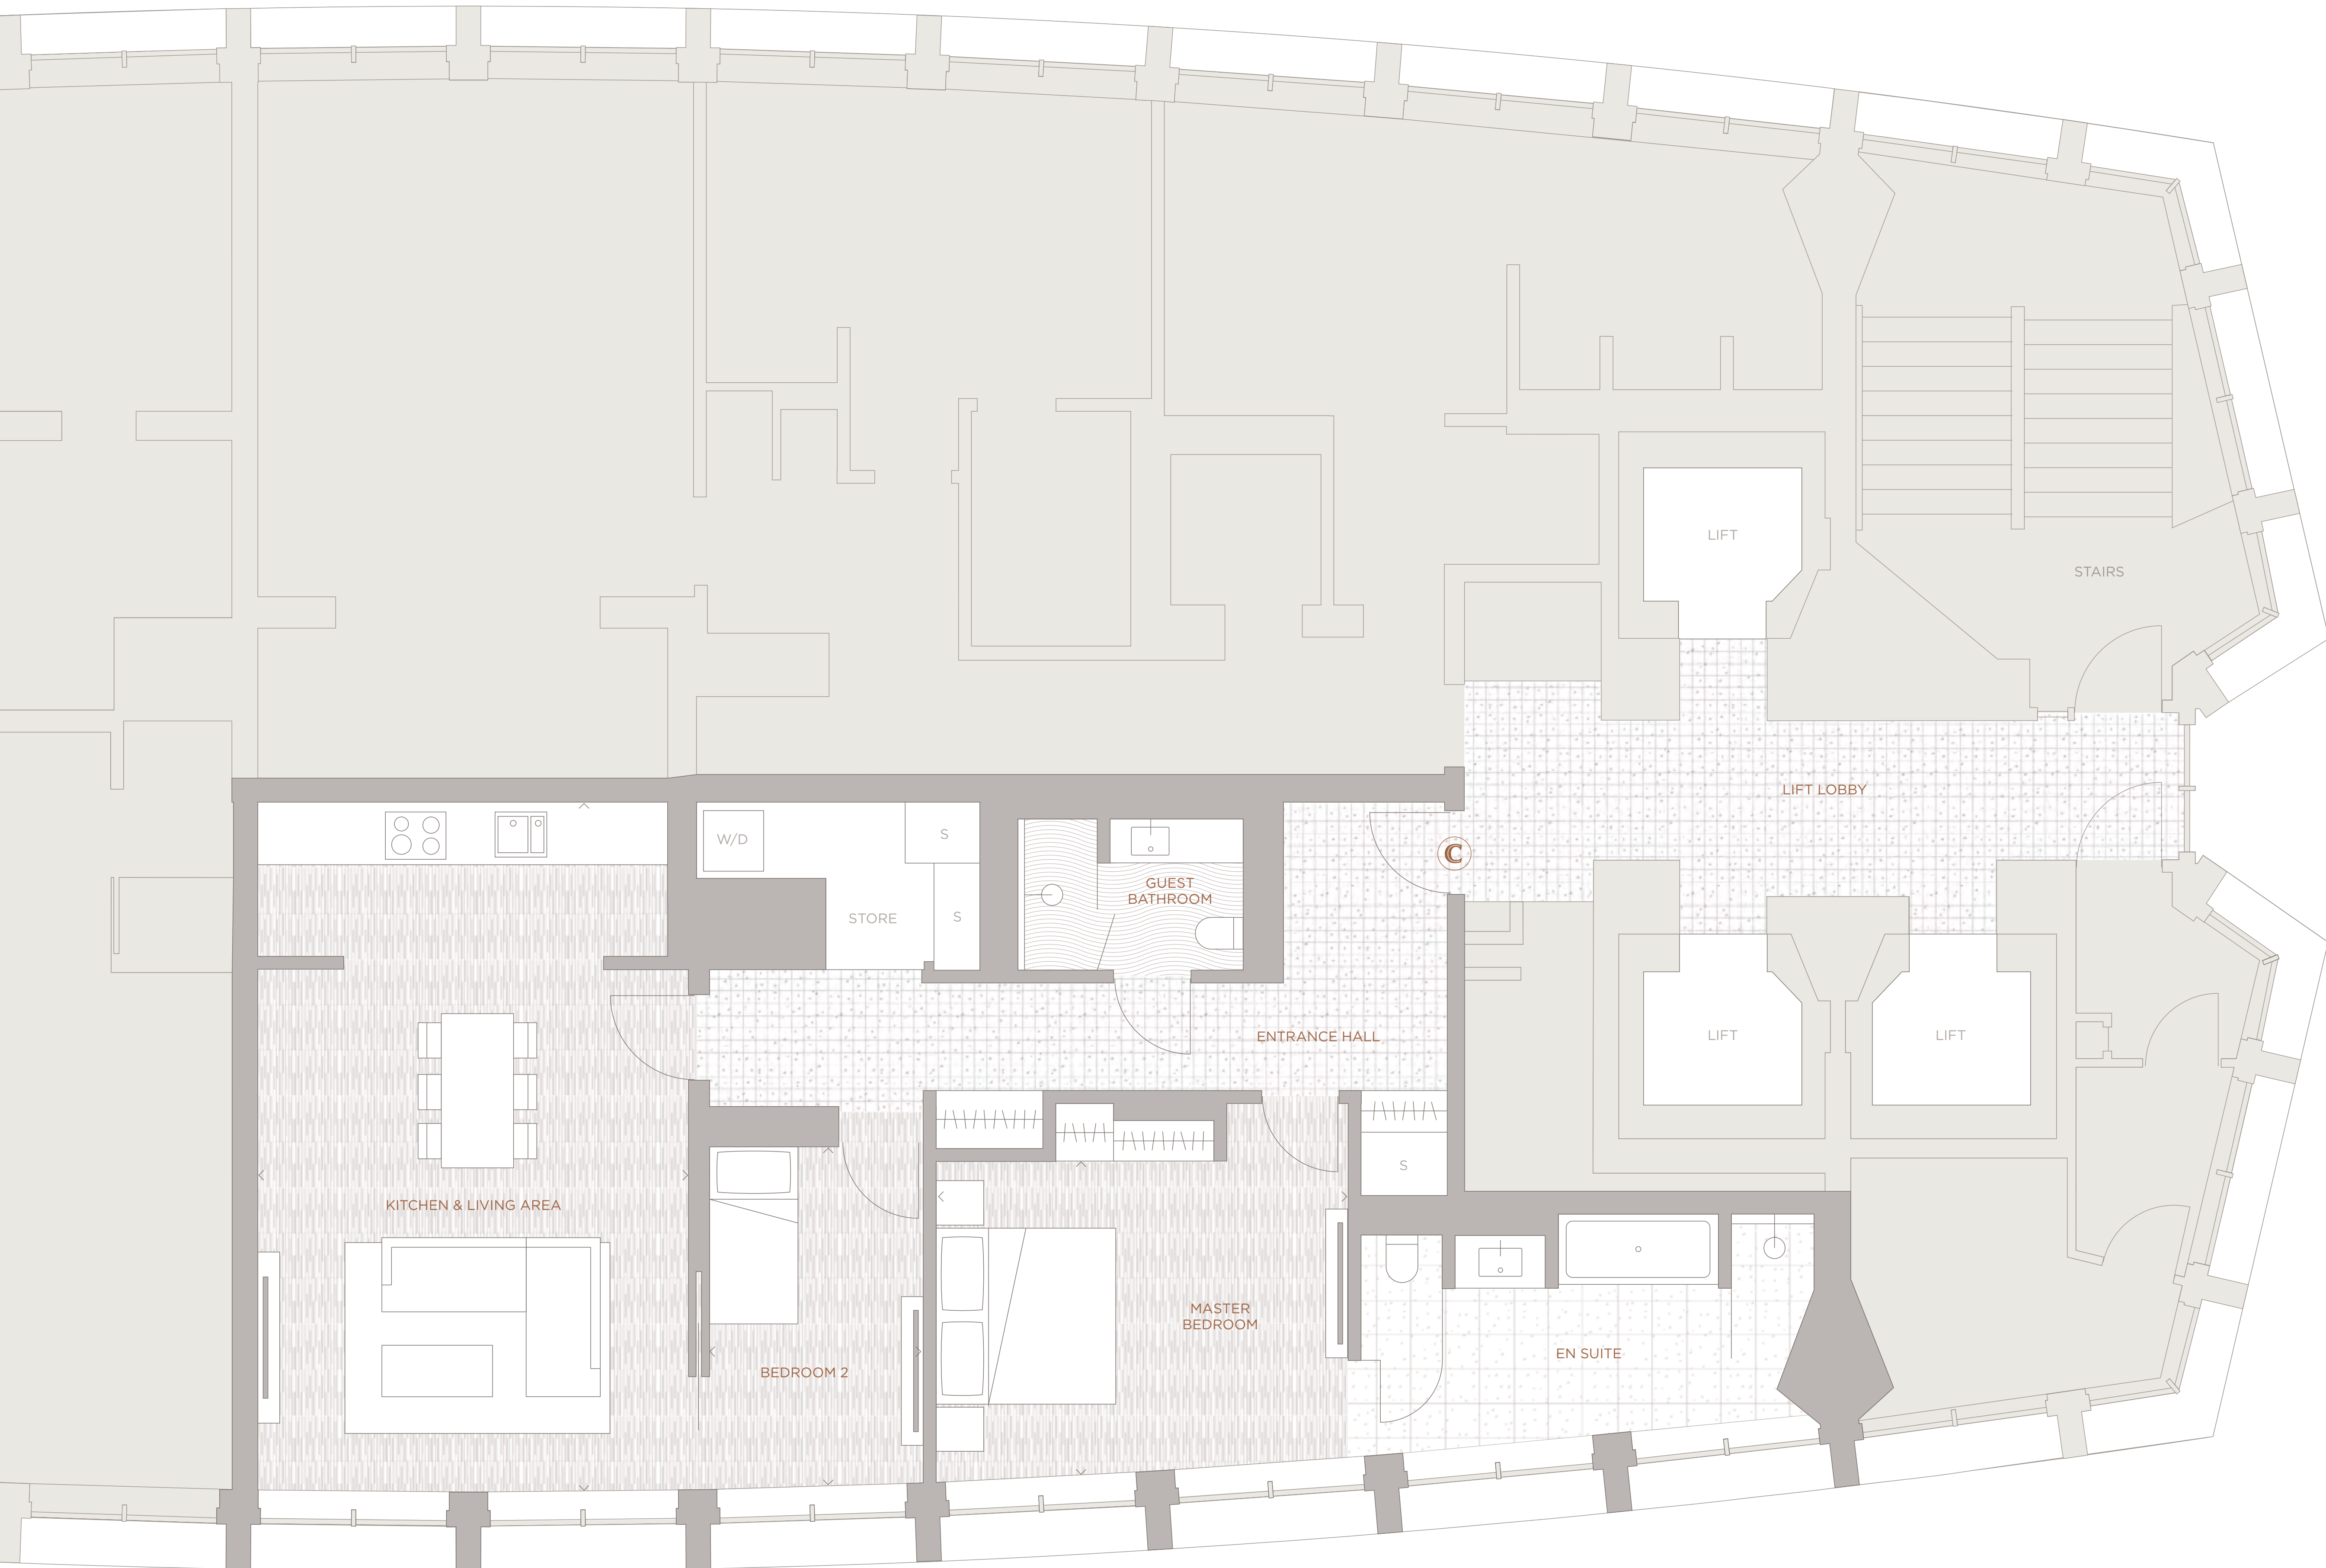 LIFT
STAIRS
LIFT LOBBY
W/D
S
C
GUEST
BATHROOM
STORE
S
ENTRANCE HALL
LIFT
LIFT
S
KITCHEN & LIVING AREA
MASTER
BEDROOM
EN SUITE
BEDROOM 2